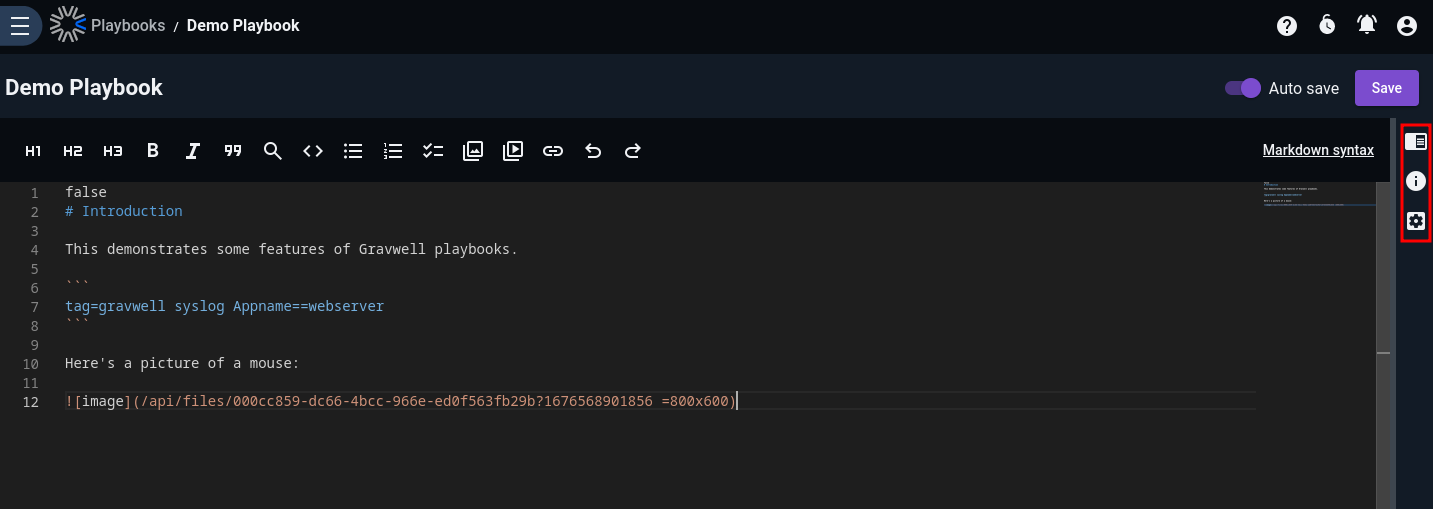 Playbooks / Demo Playbook
Demo Playbook
Auto save
Save
H1 H2 H3 B I
Markdown syntax
1 false
2 # Introduction
3
4 This demonstrates some features of Gravwell playbooks.
5
6 ```
7 tag=gravwell syslog Appname==webserver
8 ```
9
10 Here's a picture of a mouse:
11
12 ![image](/api/files/000cc859-dc66-4bcc-966e-ed0f563fb29b?1676568901856 =800x600)